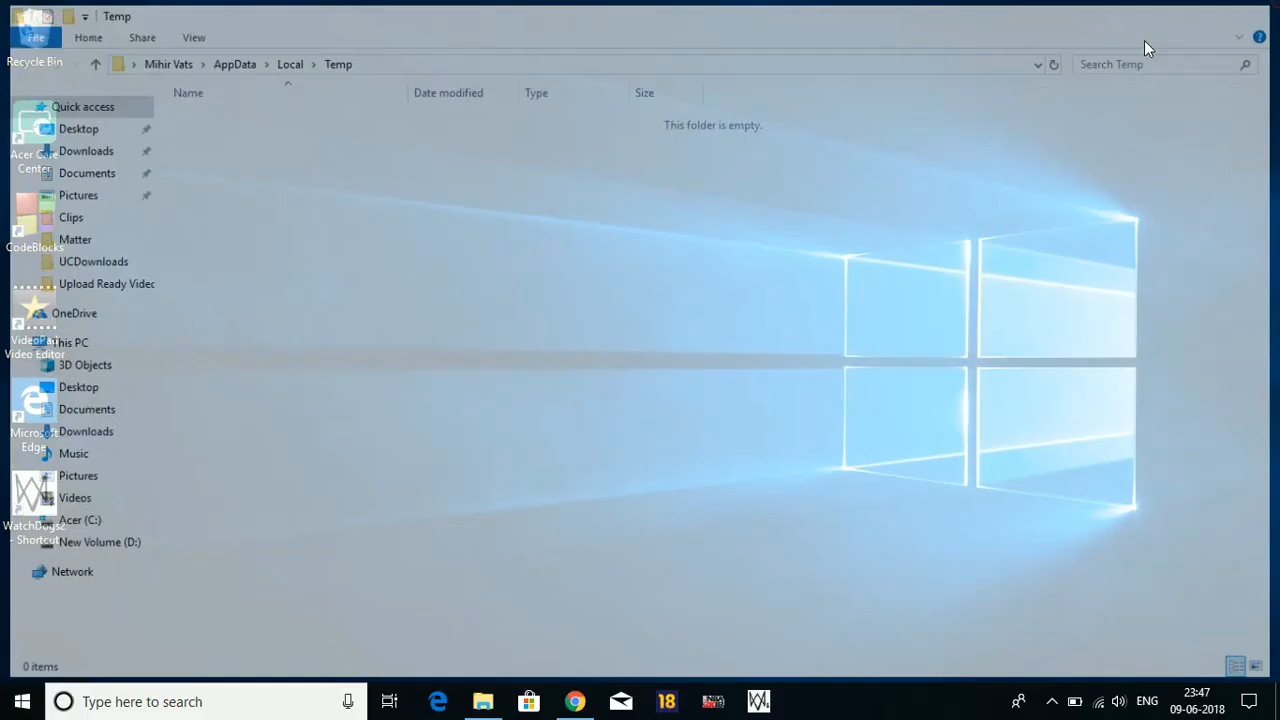 Temp
File Home Share View
Recycle Bin
Mihir Vats AppData Local Temp
Search Temp
Name Date modified Type Size
This folder is empty.
Quick access
Desktop
Downloads
Documents
Pictures
Clips
Matter
UCDownloads
Upload Ready Videc
OneDrive
This PC
3D Objects
Desktop
Documents
Downloads
Music
Pictures
Videos
Acer (C:)
New Volume (D:)
Network
Acer Care
Center
CodeBlocks
VideoPad
Video Editor
Microsoft
Edge
WatchDogs2
- Shortcut
0 items
Type here to search
18
ENG
23:47
09-06-2018